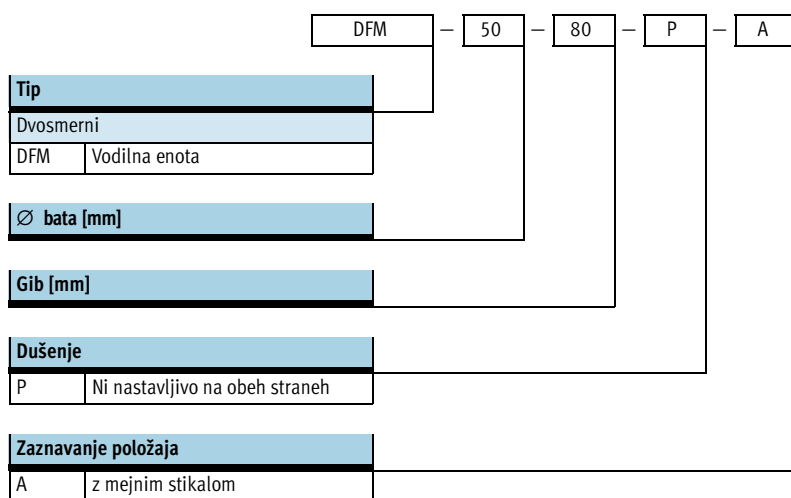 DFM – 50 – 80 – P – A
Tip
Dvosmerni
DFM Vodilna enota
∅ bata [mm]
Gib [mm]
Dušenje
P Ni nastavljivo na obeh straneh
Zaznavanje položaja
A z mejnim stikalom